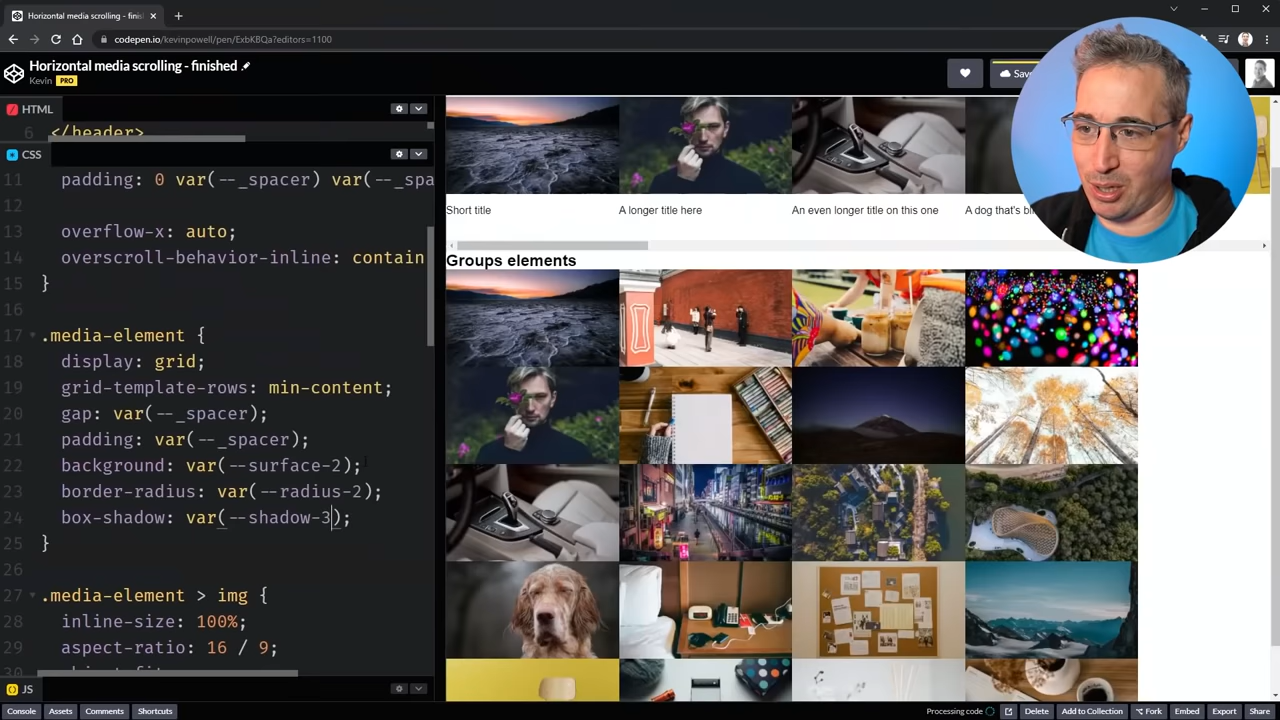 Horizontal media scrolling - finis
codepen.io/kevinpowell/pen/ExbKBQa?editors=1100
Horizontal media scrolling - finished
Kevin PRO
Save
HTML
6 </header>
CSS
11 padding: 0 var(--_spacer) var(--_spa
12
13 overflow-x: auto;
14 overscroll-behavior-inline: contain
15 }
16
17 .media-element {
18 display: grid;
19 grid-template-rows: min-content;
20 gap: var(--_spacer);
21 padding: var(--_spacer);
22 background: var(--surface-2);
23 border-radius: var(--radius-2);
24 box-shadow: var(--shadow-3);
25 }
26
27 .media-element > img {
28 inline-size: 100%;
29 aspect-ratio: 16 / 9;
JS
Short title
A longer title here
An even longer title on this one
A dog that's bi
Groups elements
Console
Assets
Comments
Shortcuts
Processing code
Delete
Add to Collection
Fork
Embed
Export
Share